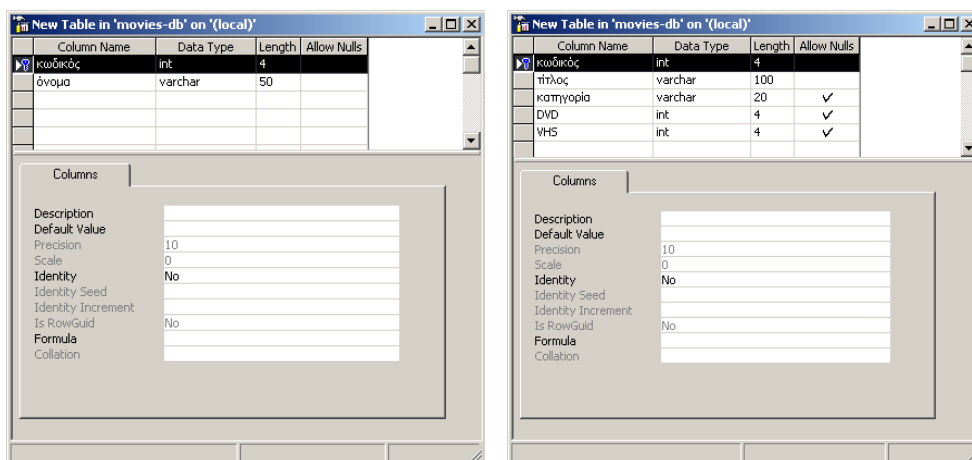 New Table in 'movies-db' on '(local)'
Column Name Data Type Length Allow Nulls
κωδικός int 4
όνομα varchar 50
Columns
Description
Default Value
Precision 10
Scale 0
Identity No
Identity Seed
Identity Increment
Is RowGuid No
Formula
Collation
New Table in 'movies-db' on '(local)'
Column Name Data Type Length Allow Nulls
κωδικός int 4
τίτλος varchar 100
κατηγορία varchar 20
DVD int 4
VHS int 4
Columns
Description
Default Value
Precision 10
Scale 0
Identity No
Identity Seed
Identity Increment
Is RowGuid No
Formula
Collation